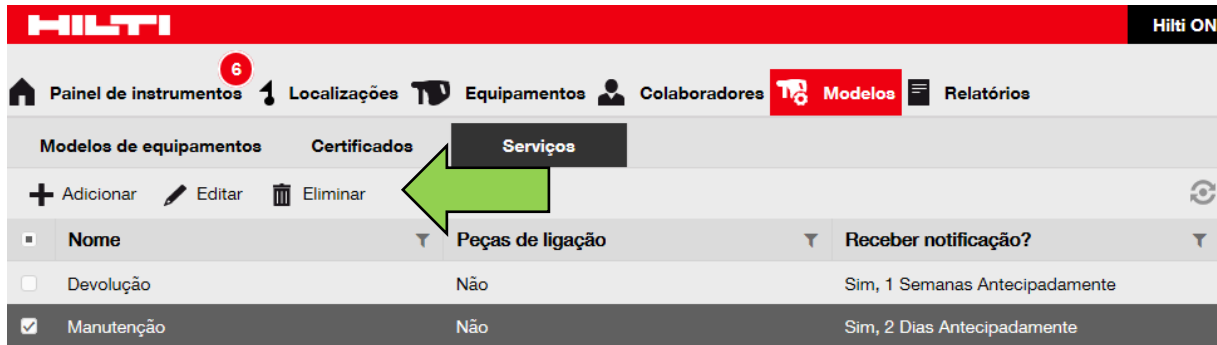 HILTI
Hilti ON
6
Painel de instrumentos Localizações Equipamentos Colaboradores Modelos Relatórios
Modelos de equipamentos Certificados Serviços
Adicionar Editar Eliminar
Nome Peças de ligação Receber notificação?
Devolução Não Sim, 1 Semanas Antecipadamente
Manutenção Não Sim, 2 Dias Antecipadamente